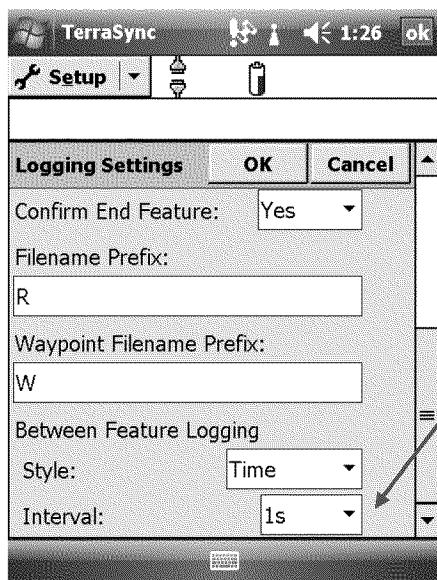 TerraSync 1:26 ok
Setup
Logging Settings OK Cancel
Confirm End Feature: Yes
Filename Prefix:
R
Waypoint Filename Prefix:
W
Between Feature Logging
Style: Time
Interval: 1s